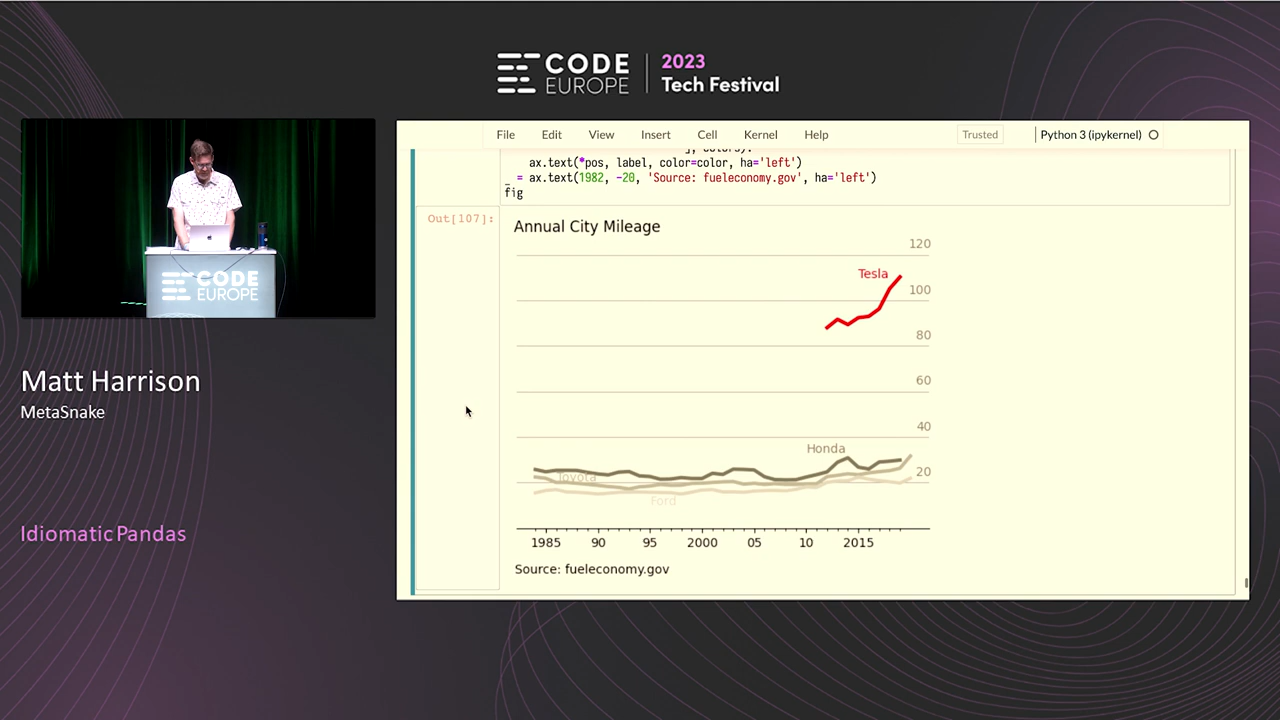 CODE EUROPE
2023
Tech Festival
File Edit View Insert Cell Kernel Help Trusted Python 3 (ipykernel)
ax.text(*pos, label, color=color, ha='left')
_ = ax.text(1982, -20, 'Source: fueleconomy.gov', ha='left')
fig
Out[107]:
Annual City Mileage
120
Tesla
100
80
60
40
Honda
20
Toyota
Ford
1985 90 95 2000 05 10 2015
Source: fueleconomy.gov
CODE
EUROPE
Matt Harrison
MetaSnake
Idiomatic Pandas